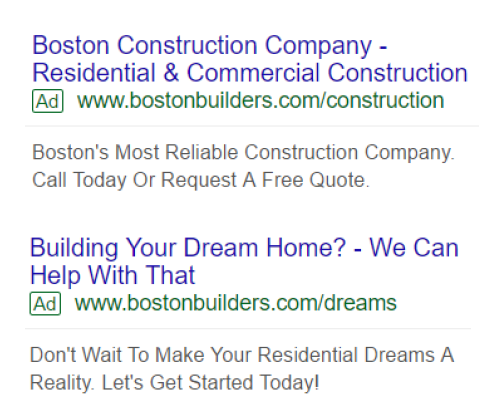 Boston Construction Company -
Residential & Commercial Construction
Ad www.bostonbuilders.com/construction
Boston's Most Reliable Construction Company.
Call Today Or Request A Free Quote.
Building Your Dream Home? - We Can
Help With That
Ad www.bostonbuilders.com/dreams
Don't Wait To Make Your Residential Dreams A
Reality. Let's Get Started Today!